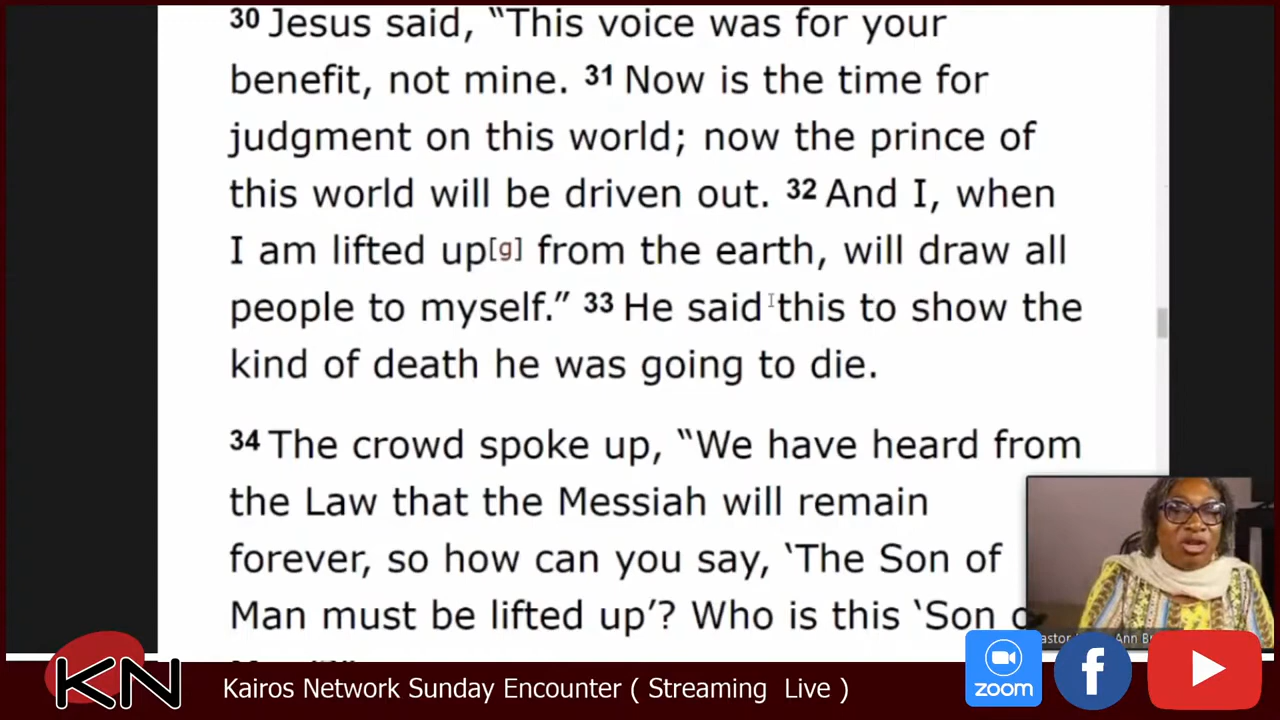 30 Jesus said, “This voice was for your
benefit, not mine. 31 Now is the time for
judgment on this world; now the prince of
this world will be driven out. 32 And I, when
I am lifted up[g] from the earth, will draw all
people to myself.” 33 He said this to show the
kind of death he was going to die.
34 The crowd spoke up, “We have heard from
the Law that the Messiah will remain
forever, so how can you say, ‘The Son of
Man must be lifted up’? Who is this ‘Son
Ann
KN
Kairos Network Sunday Encounter ( Streaming Live )
zoom
f